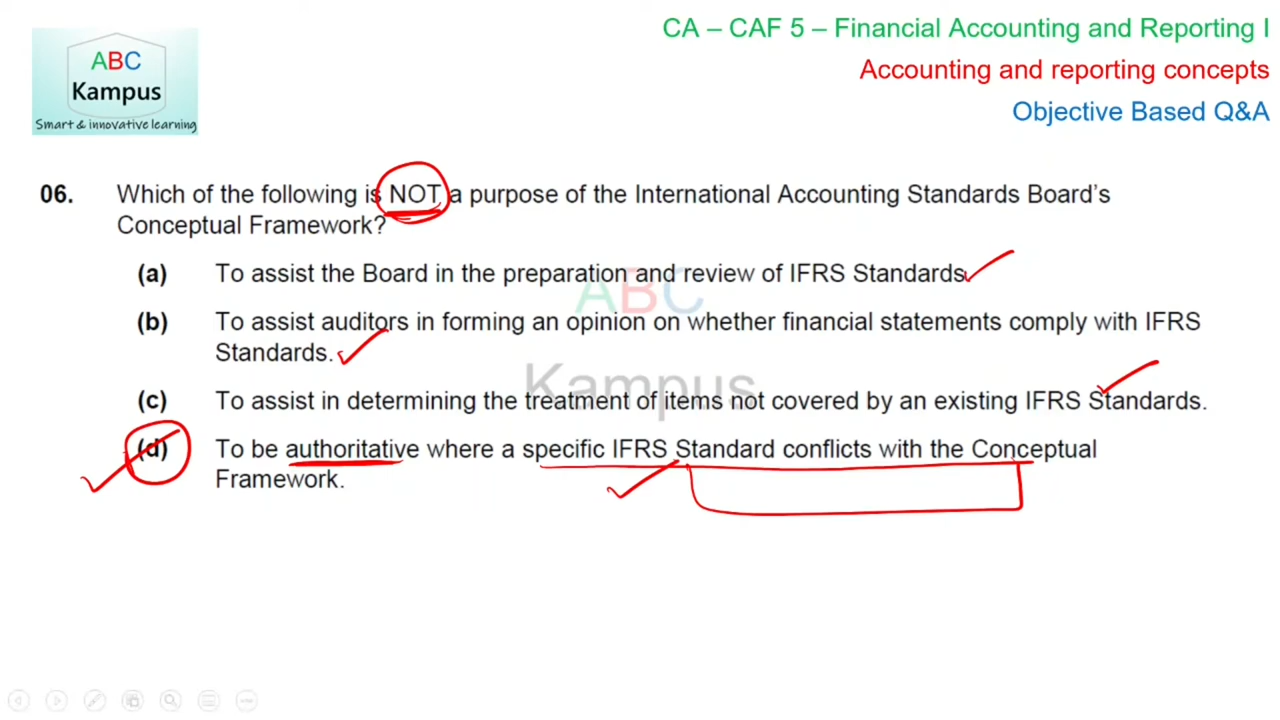 ABC
Kampus
Smart & innovative learning
CA – CAF 5 – Financial Accounting and Reporting I
Accounting and reporting concepts
Objective Based Q&A
06. Which of the following is NOT a purpose of the International Accounting Standards Board's
Conceptual Framework?
(a) To assist the Board in the preparation and review of IFRS Standards
(b) To assist auditors in forming an opinion on whether financial statements comply with IFRS
Standards.
(c) To assist in determining the treatment of items not covered by an existing IFRS Standards.
(d) To be authoritative where a specific IFRS Standard conflicts with the Conceptual
Framework.
ABC
Kampus